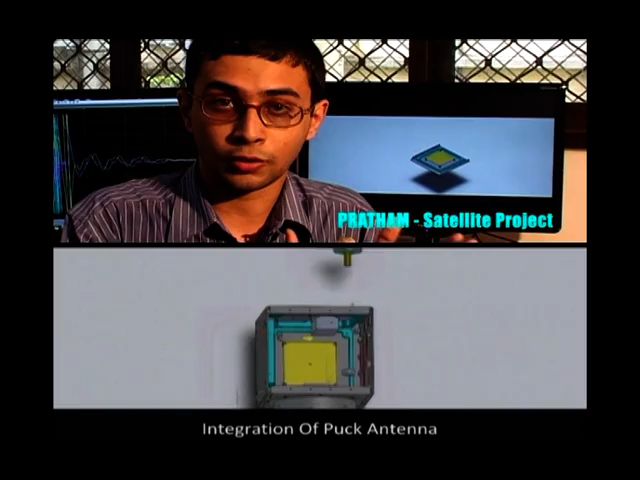 PRATHAM - Satellite Project
Integration Of Puck Antenna